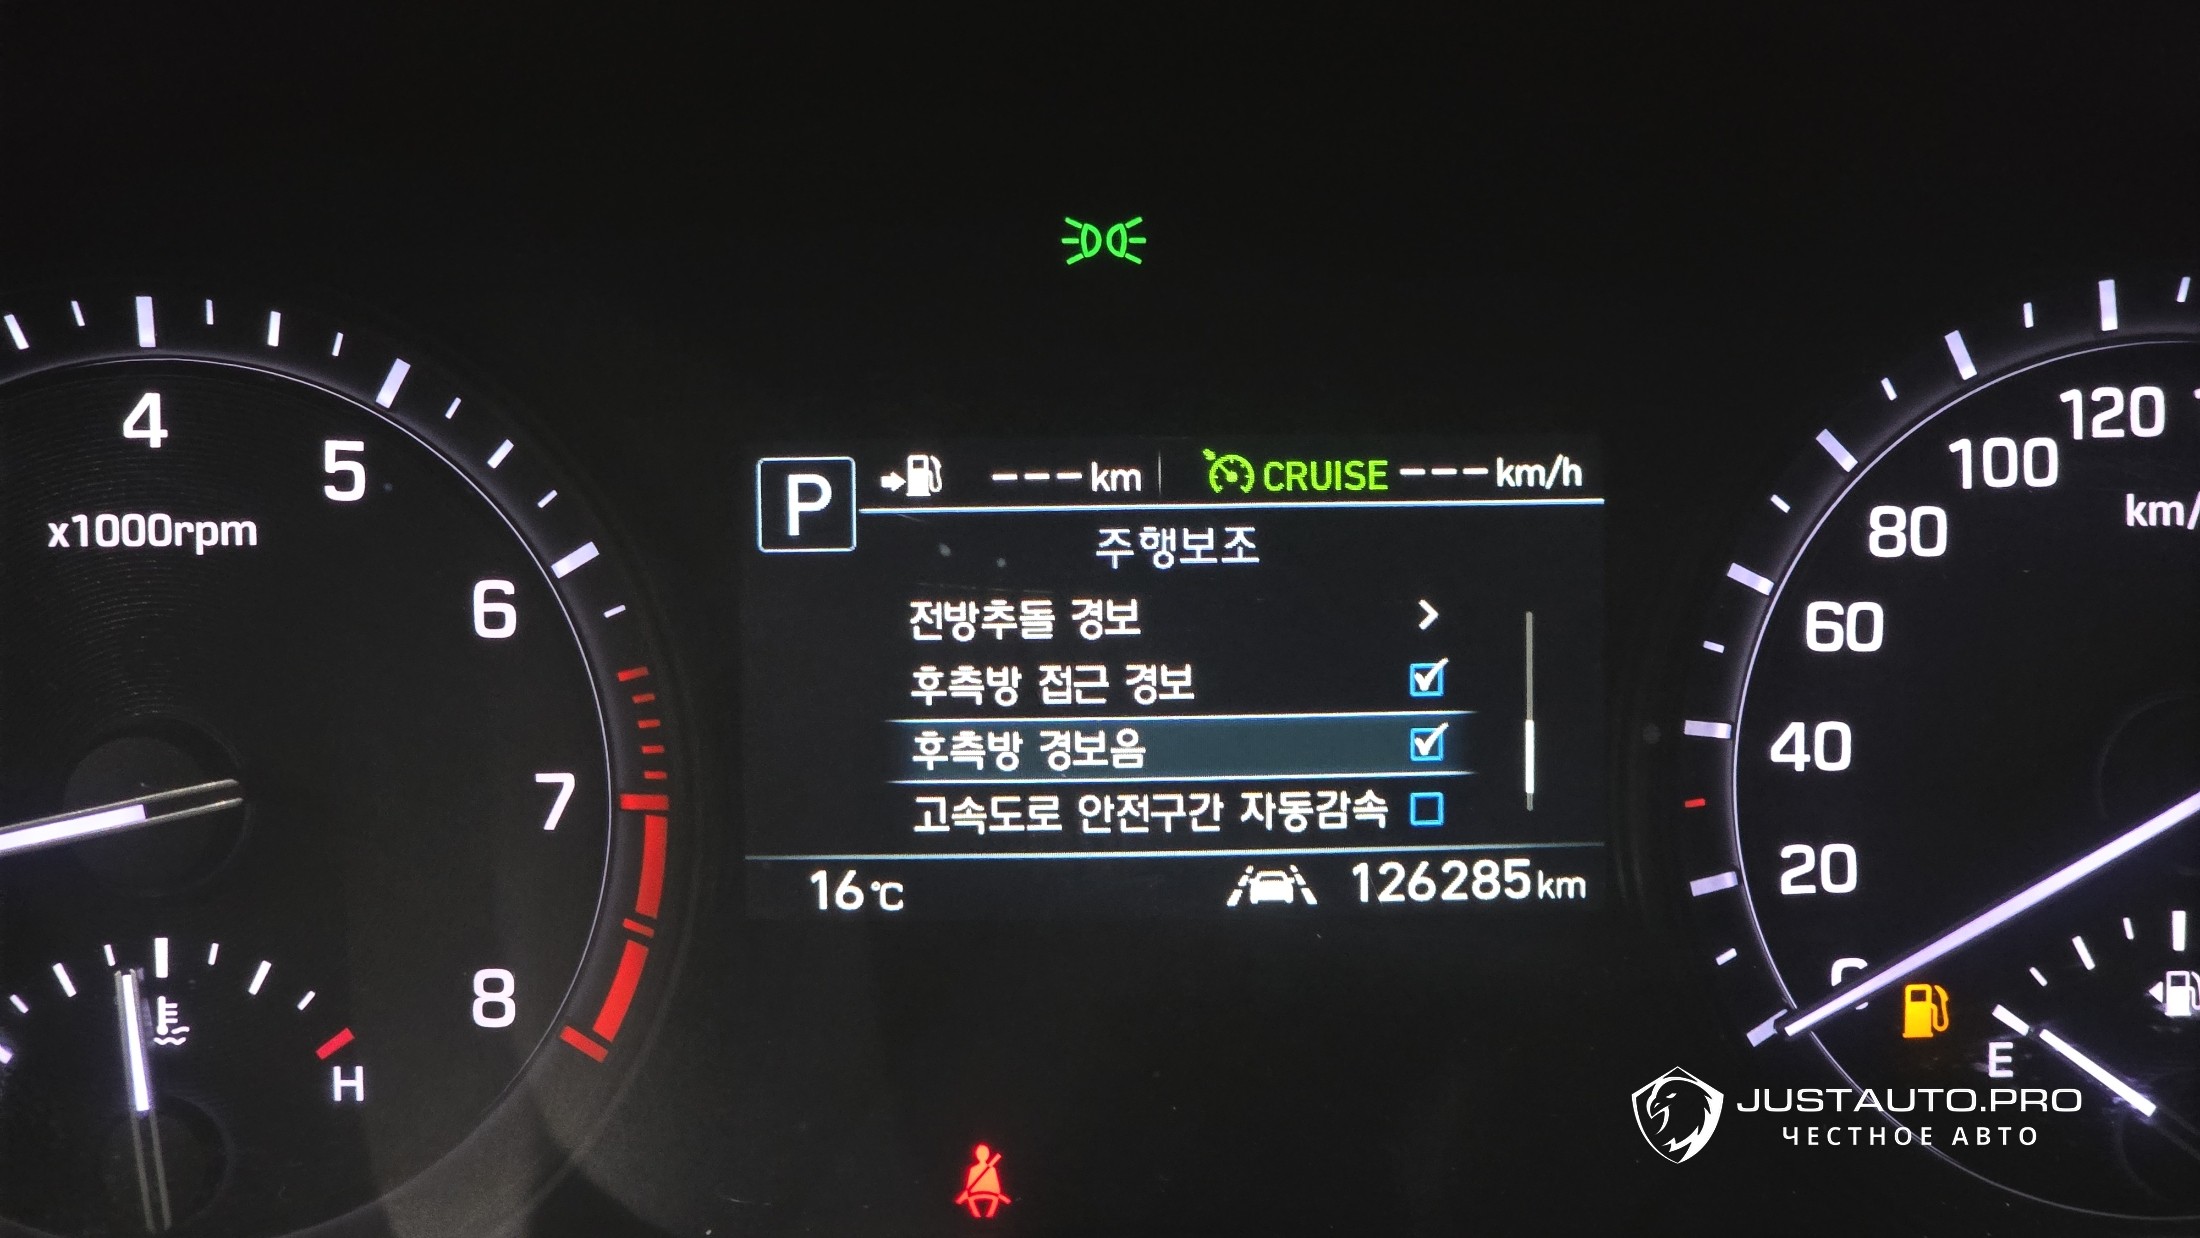 4
5
x1000rpm
6
7
8
H
P
---km
CRUISE ---km/h
주행보조
전방추돌 경보
후측방 접근 경보
후측방 경보음
고속도로 안전구간 자동감속
16℃
126285km
120
100
80
60
40
20
E
JUSTAUTO.PRO
ЧЕСТНОЕ АВТО